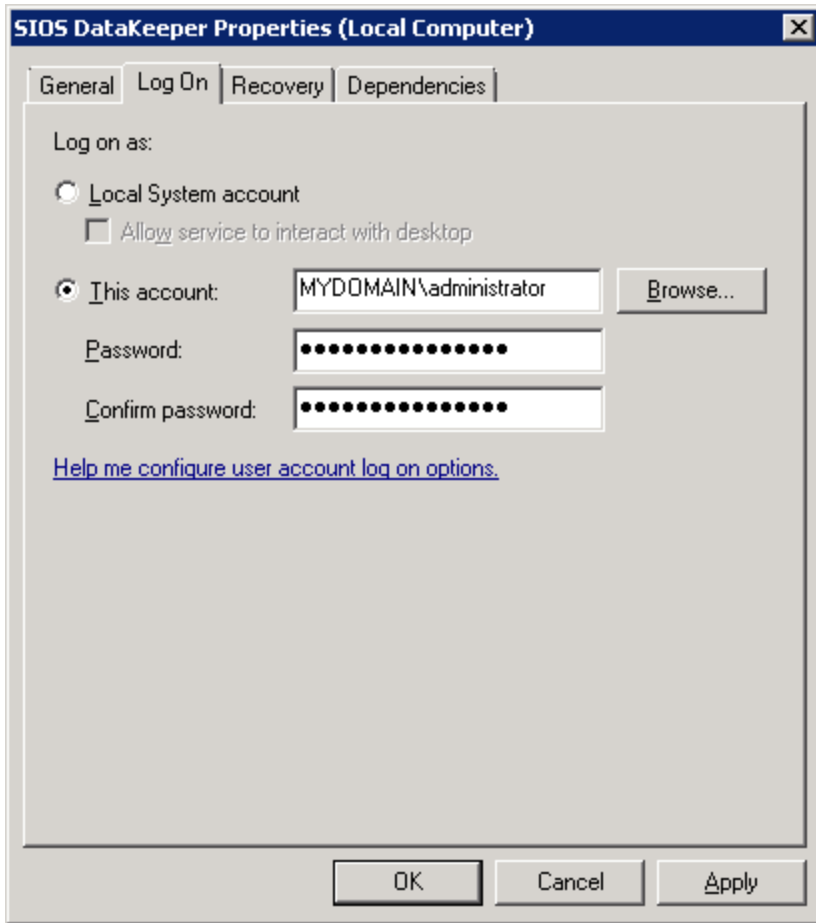 SIOS DataKeeper Properties (Local Computer)
General Log On Recovery Dependencies
Log on as:
Local System account
Allow service to interact with desktop
This account: MYDOMAIN\administrator Browse...
Password: •••••••••••••••
Confirm password: •••••••••••••••
Help me configure user account log on options.
OK Cancel Apply